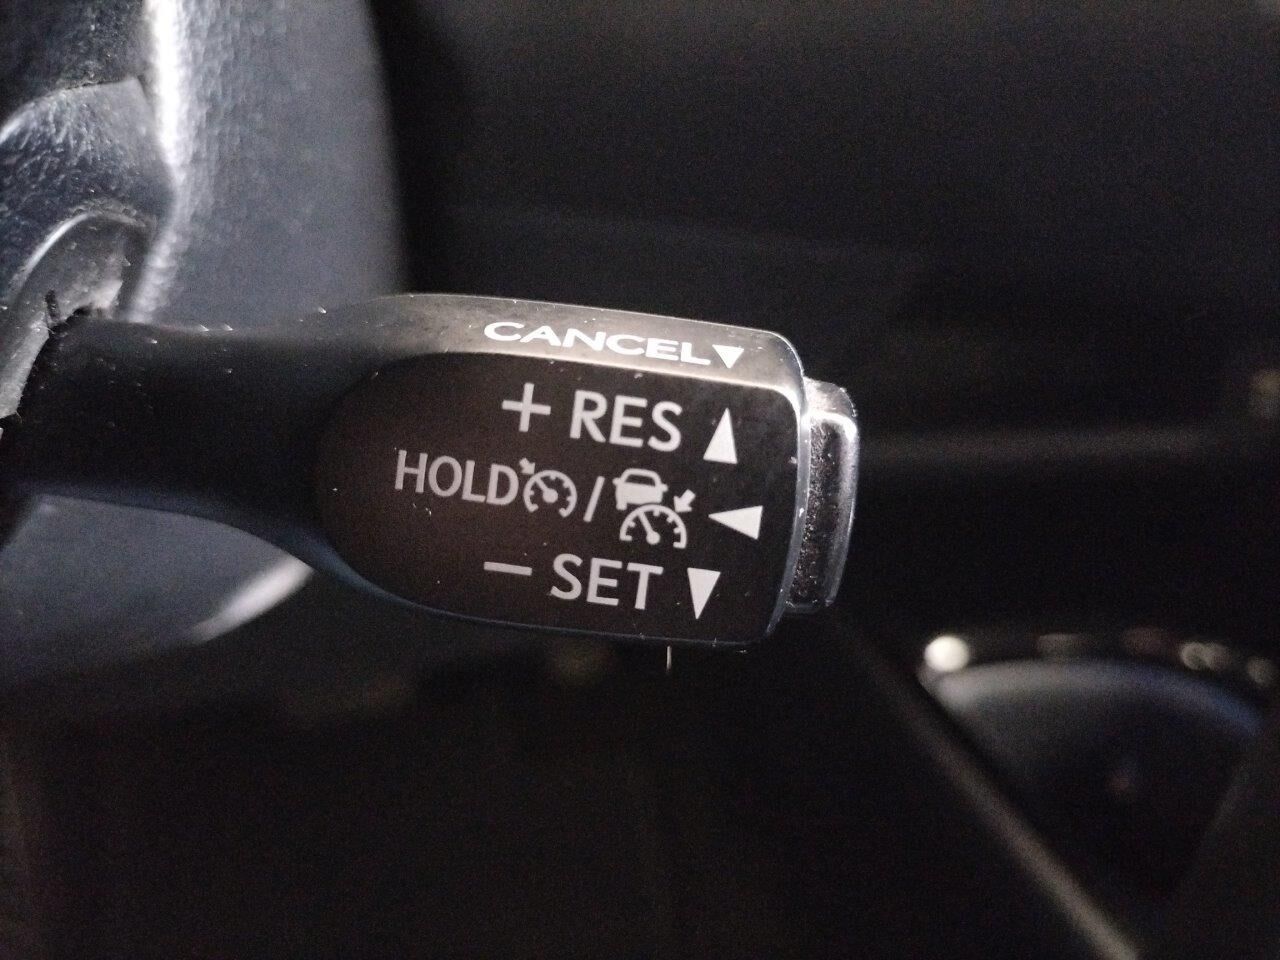 CANCEL▼
+ RES ▲
HOLD / ◀
− SET ▼